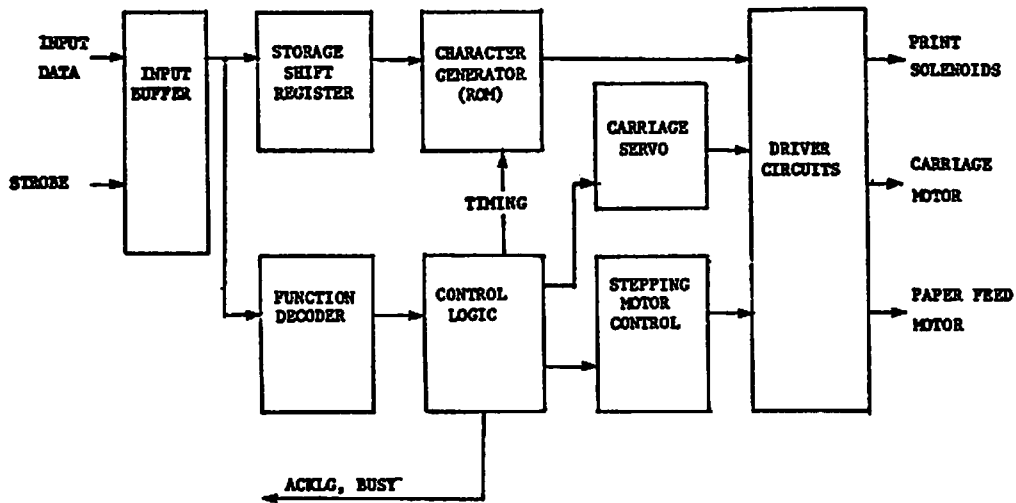 INPUT
DATA
STROBE
INPUT
BUFFER
STORAGE
SHIFT
REGISTER
CHARACTER
GENERATOR
(ROM)
CARRIAGE
SERVO
DRIVER
CIRCUITS
PRINT
SOLENOIDS
CARRIAGE
MOTOR
TIMING
FUNCTION
DECODER
CONTROL
LOGIC
STEPPING
MOTOR
CONTROL
PAPER FEED
MOTOR
ACKLG, BUSY